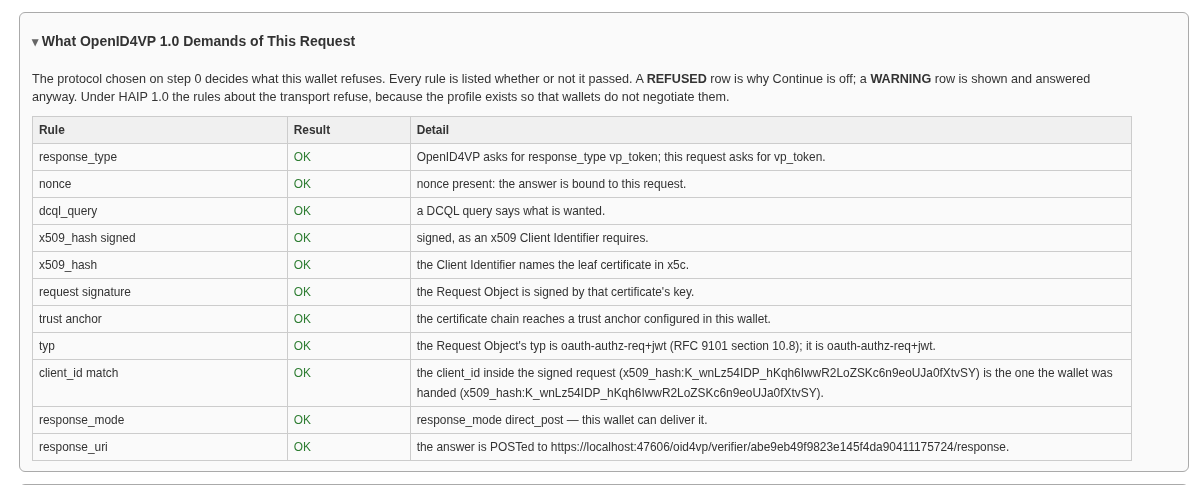 ▾ What OpenID4VP 1.0 Demands of This Request
The protocol chosen on step 0 decides what this wallet refuses. Every rule is listed whether or not it passed. A REFUSED row is why Continue is off; a WARNING row is shown and answered
anyway. Under HAIP 1.0 the rules about the transport refuse, because the profile exists so that wallets do not negotiate them.
Rule Result Detail
response_type OK OpenID4VP asks for response_type vp_token; this request asks for vp_token.
nonce OK nonce present: the answer is bound to this request.
dcql_query OK a DCQL query says what is wanted.
x509_hash signed OK signed, as an x509 Client Identifier requires.
x509_hash OK the Client Identifier names the leaf certificate in x5c.
request signature OK the Request Object is signed by that certificate's key.
trust anchor OK the certificate chain reaches a trust anchor configured in this wallet.
typ OK the Request Object's typ is oauth-authz-req+jwt (RFC 9101 section 10.8); it is oauth-authz-req+jwt.
client_id match OK the client_id inside the signed request (x509_hash:K_wnLz54IDP_hKqh6IwwR2LoZSKc6n9eoUJa0fXtvSY) is the one the wallet was
handed (x509_hash:K_wnLz54IDP_hKqh6IwwR2LoZSKc6n9eoUJa0fXtvSY).
response_mode OK response_mode direct_post — this wallet can deliver it.
response_uri OK the answer is POSTed to https://localhost:47606/oid4vp/verifier/abe9eb49f9823e145f4da90411175724/response.